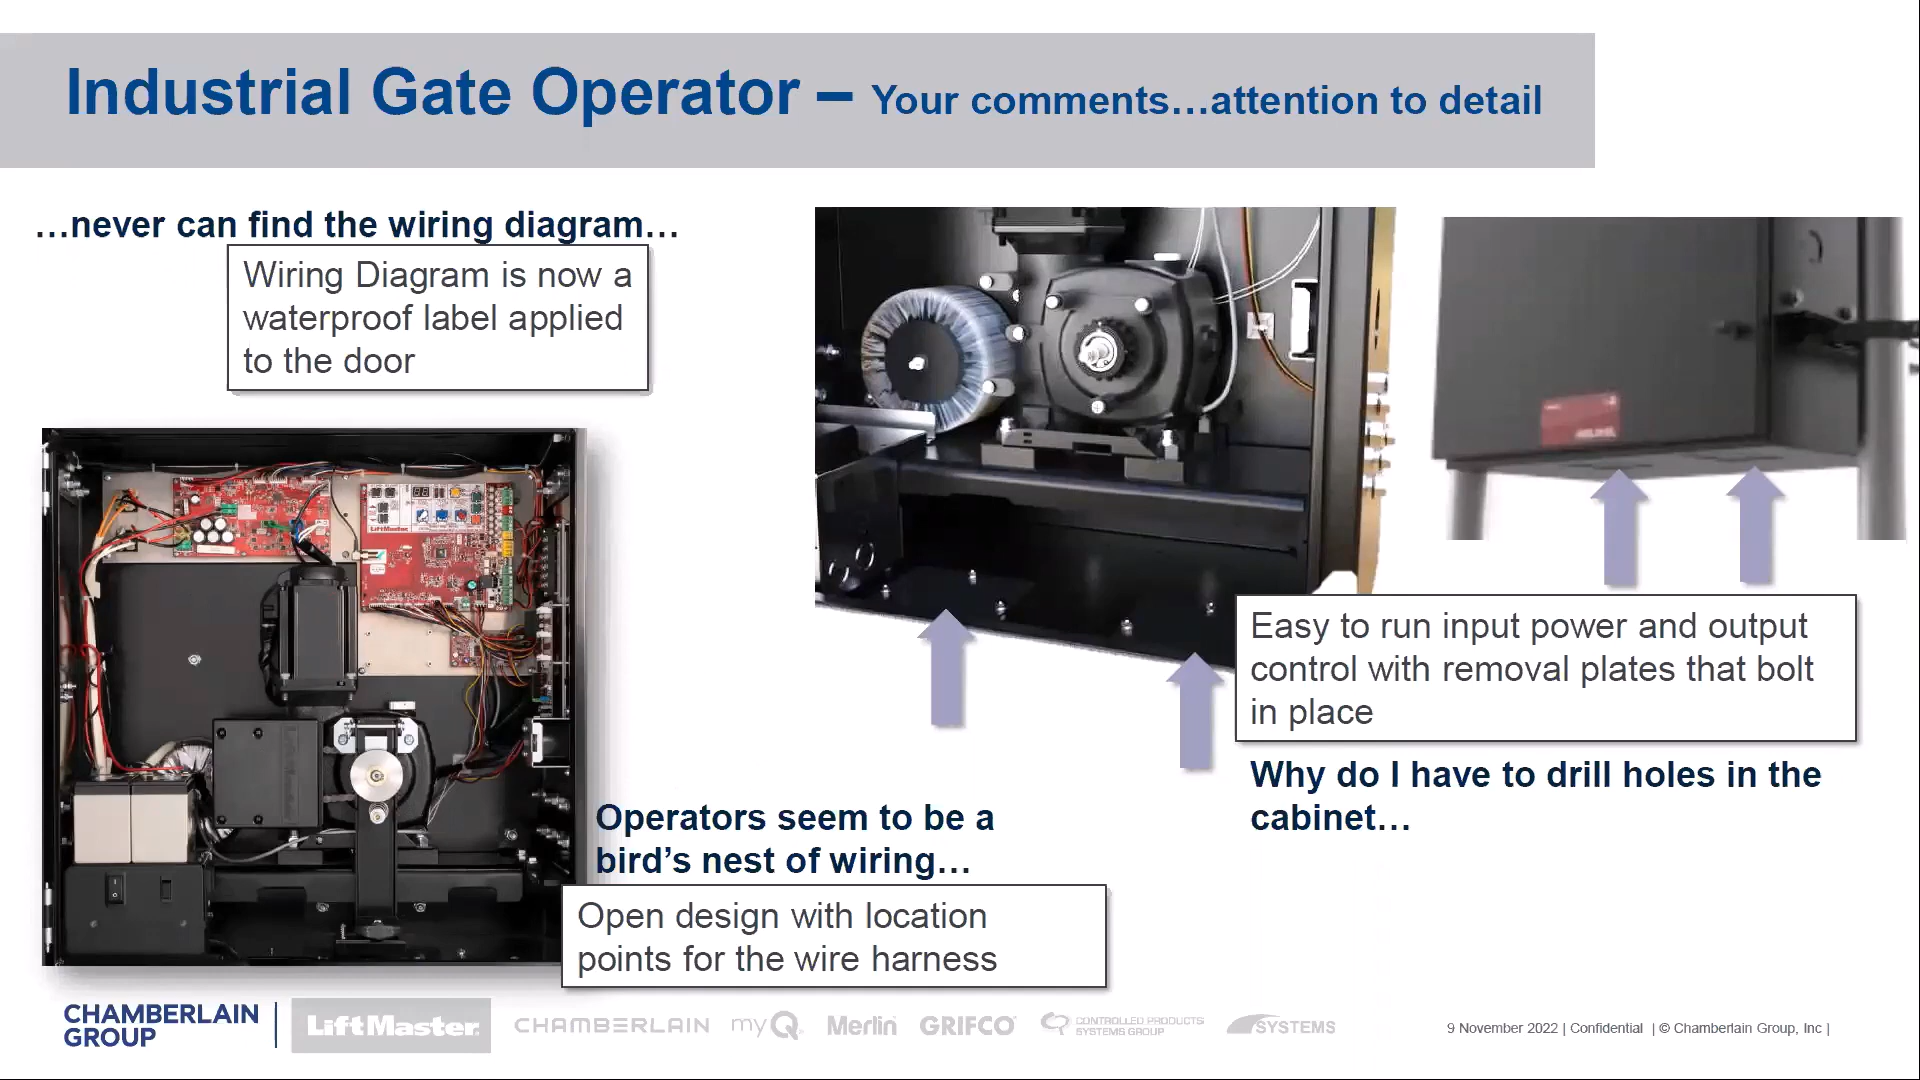 Industrial Gate Operator – Your comments…attention to detail
…never can find the wiring diagram…
Wiring Diagram is now a
waterproof label applied
to the door
LiftMaster
Easy to run input power and output
control with removal plates that bolt
in place
Why do I have to drill holes in the
cabinet…
Operators seem to be a
bird’s nest of wiring…
Open design with location
points for the wire harness
CHAMBERLAIN
GROUP
LiftMaster
CHAMBERLAIN
myQ
Merlin
GRIFCO
CONTROLLED PRODUCTS
SYSTEMS GROUP
SYSTEMS
9 November 2022 | Confidential | © Chamberlain Group, Inc |